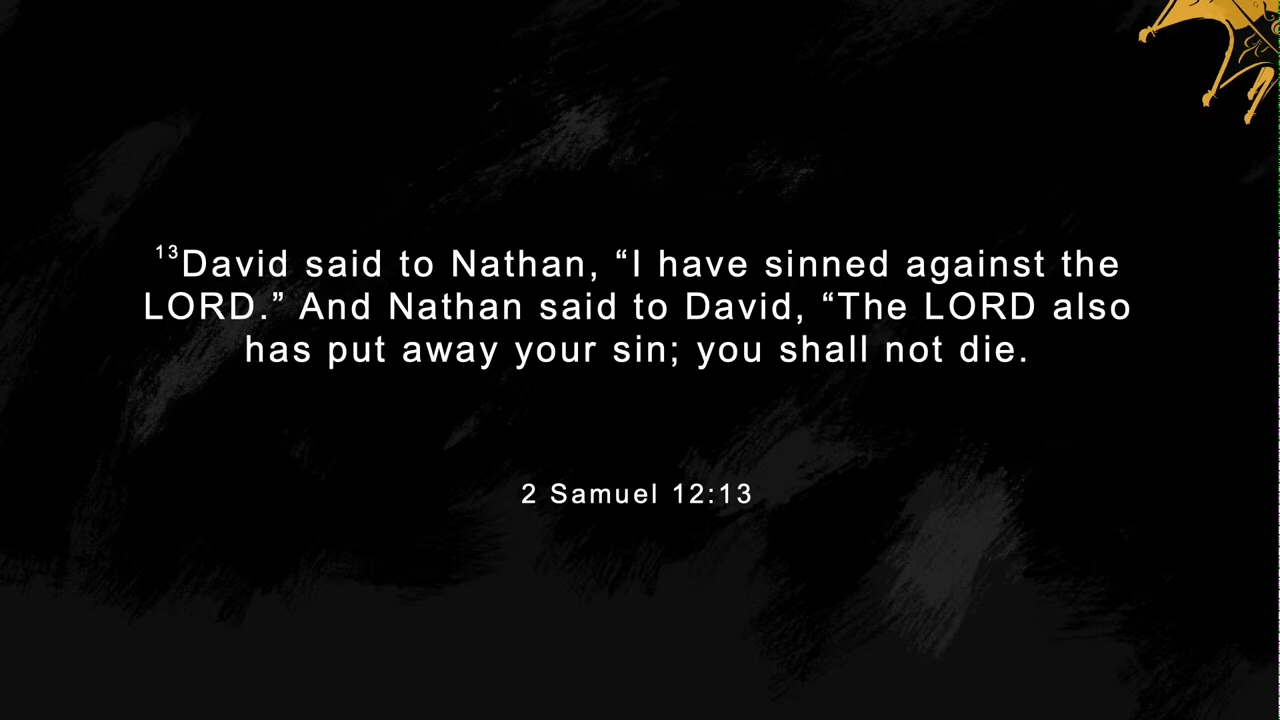 ¹³David said to Nathan, “I have sinned against the
LORD.” And Nathan said to David, “The LORD also
has put away your sin; you shall not die.
2 Samuel 12:13